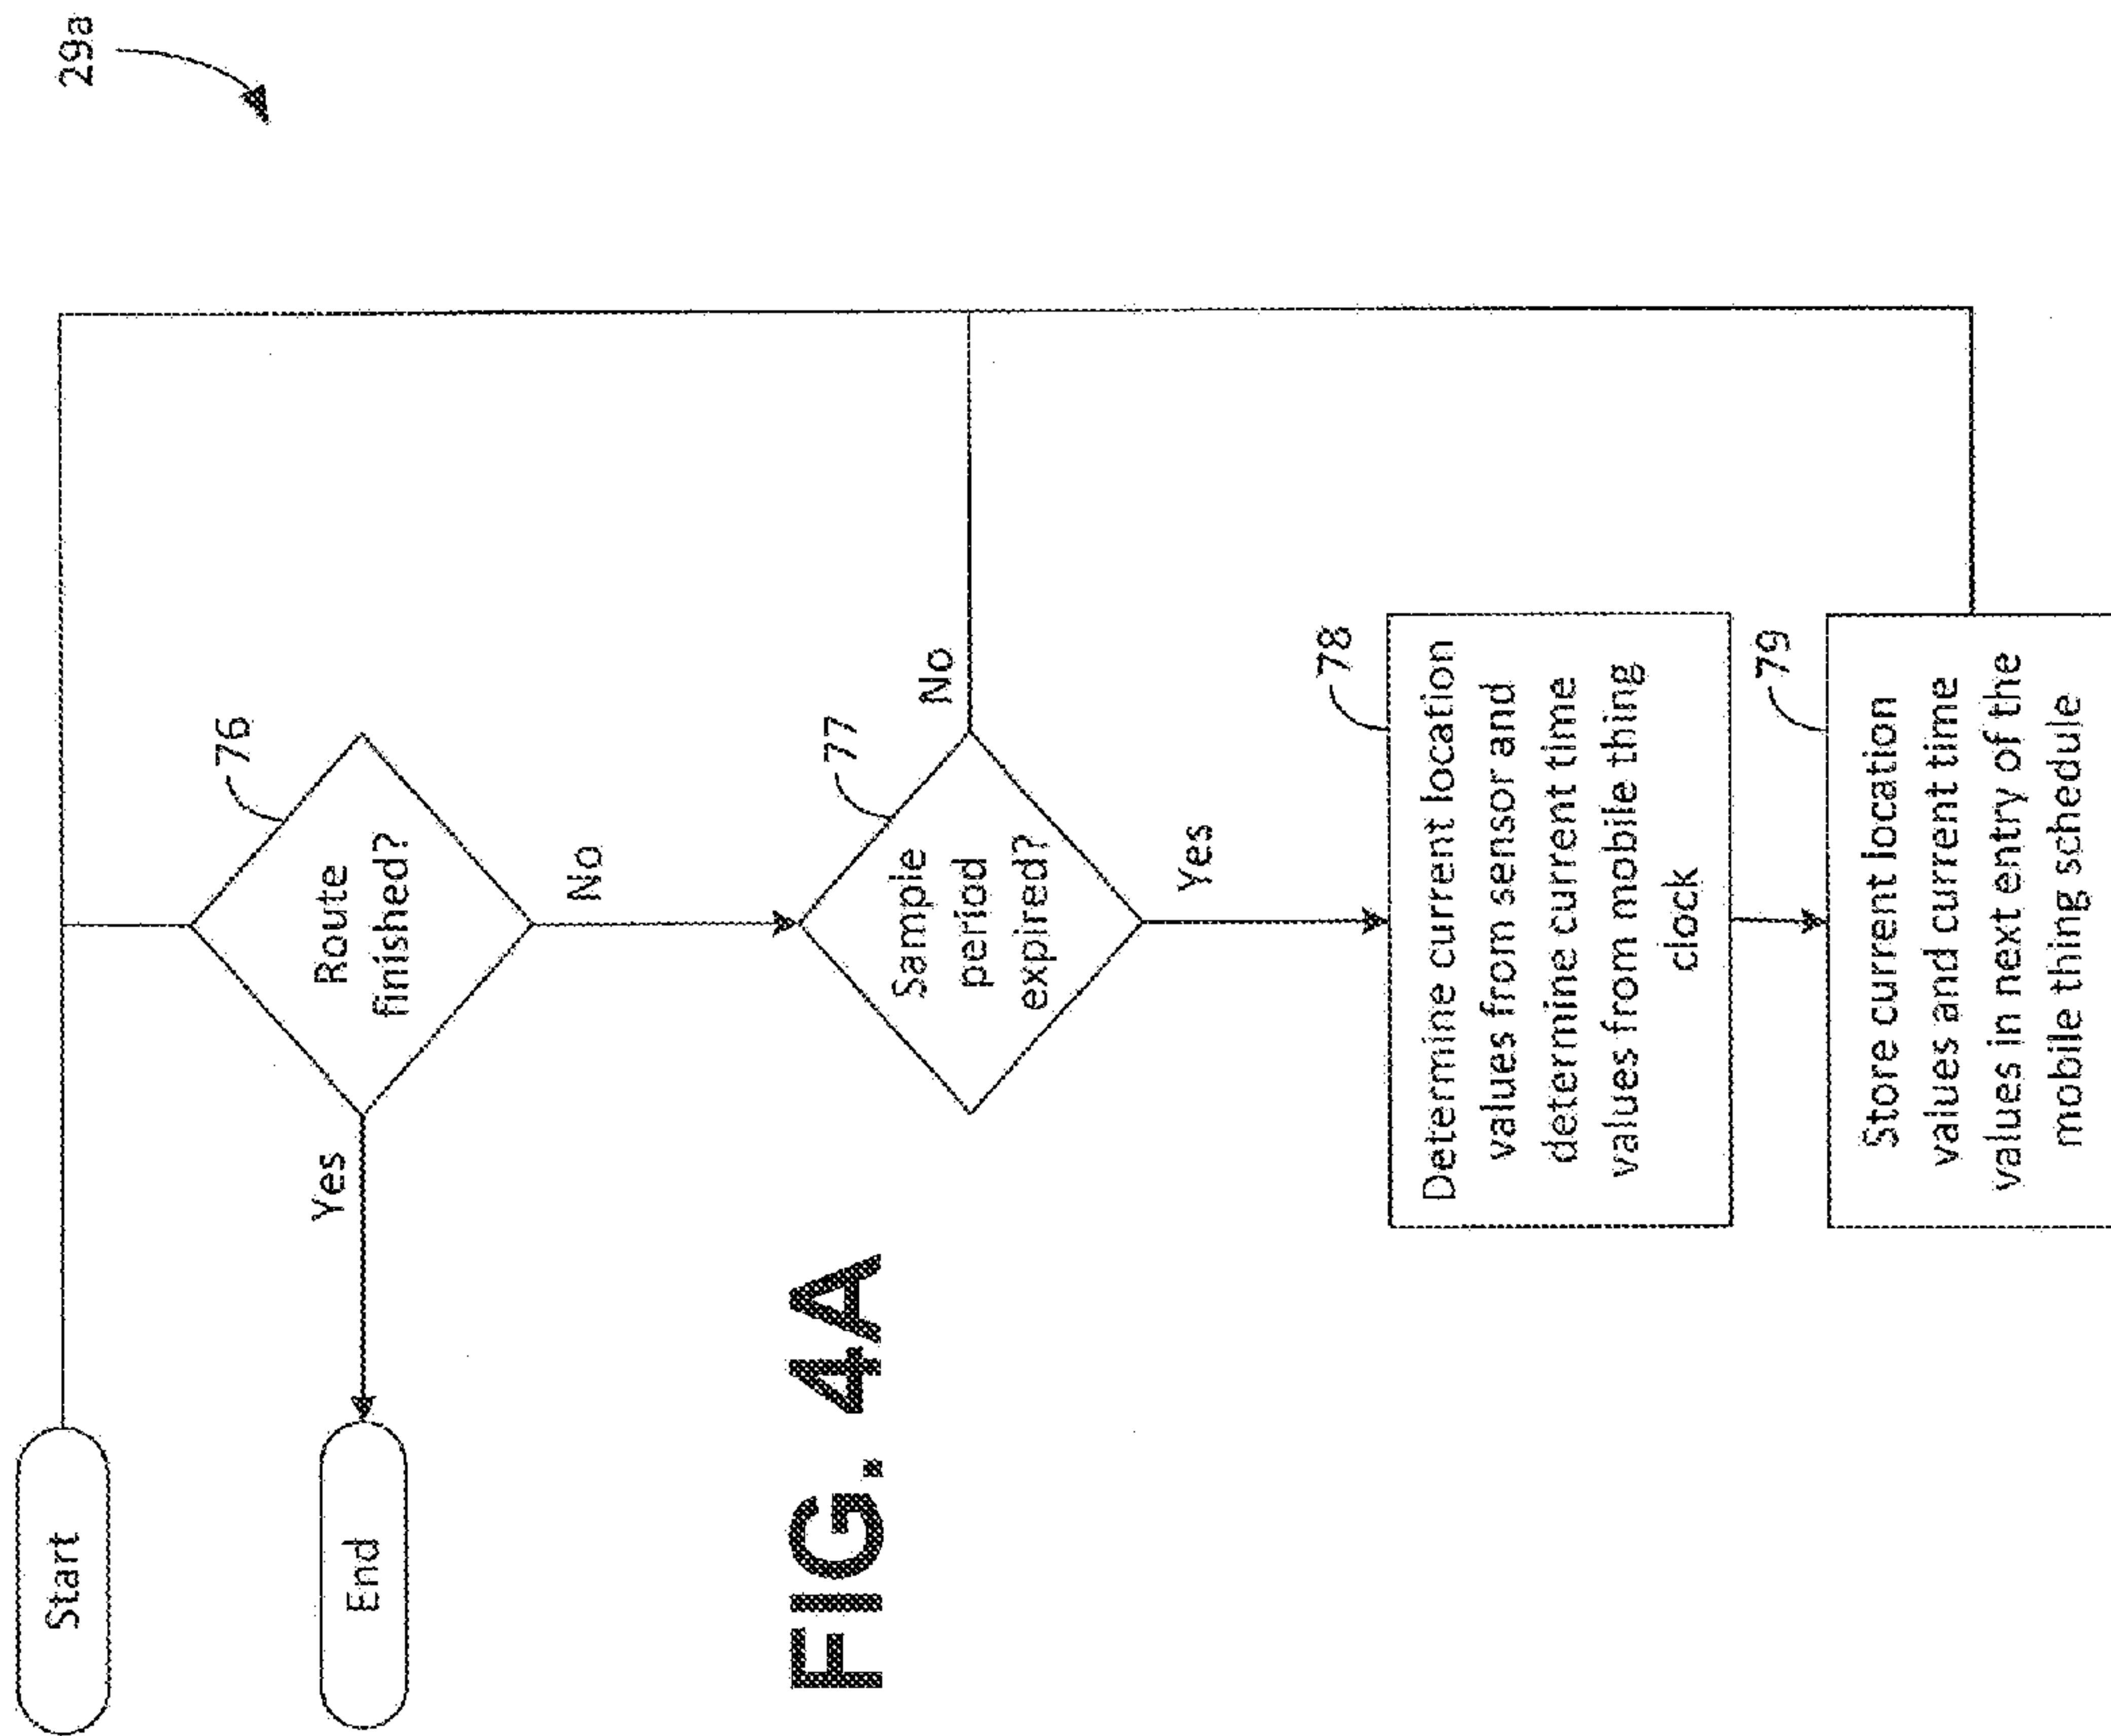 29a
Start
76
Route
finished?
Yes
End
No
77
Sample
period
expired?
No
Yes
78
Determine current location
values from sensor and
determine current time
values from mobile thing
clock
79
Store current location
values and current time
values in next entry of the
mobile thing schedule
FIG. 4A